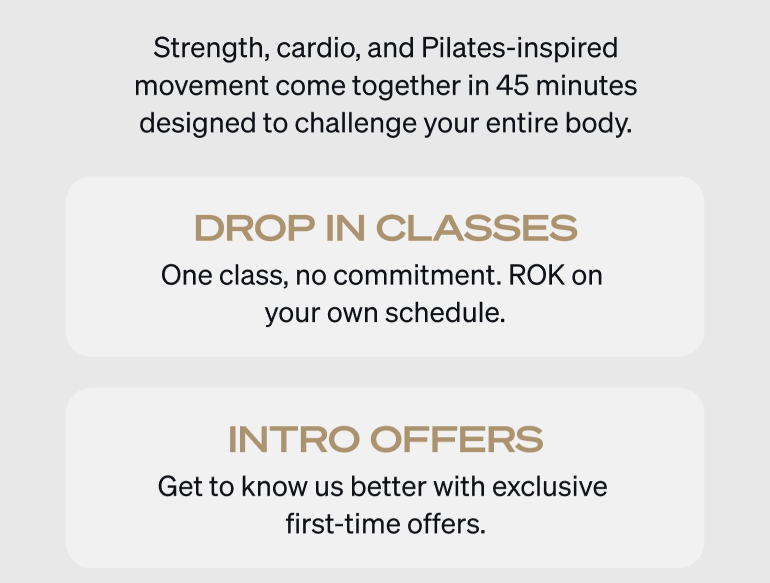 Strength, cardio, and Pilates-inspired
movement come together in 45 minutes
designed to challenge your entire body.
DROP IN CLASSES
One class, no commitment. ROK on
your own schedule.
INTRO OFFERS
Get to know us better with exclusive
first-time offers.